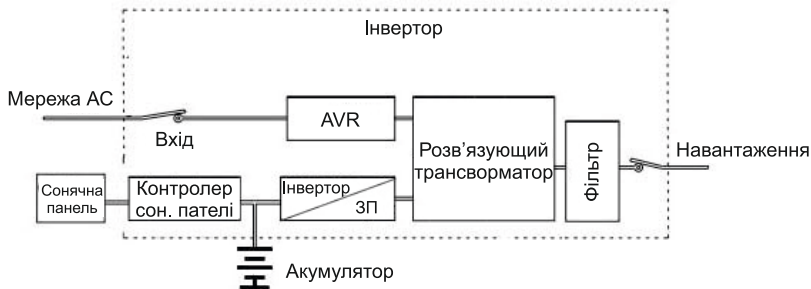 Інвертор
Мережа АС
Вхід
AVR
Розв'язуючий
трансворматор
Фільтр
Навантаження
Сонячна
панель
Контролер
сон. пателі
Інвертор
ЗП
Акумулятор